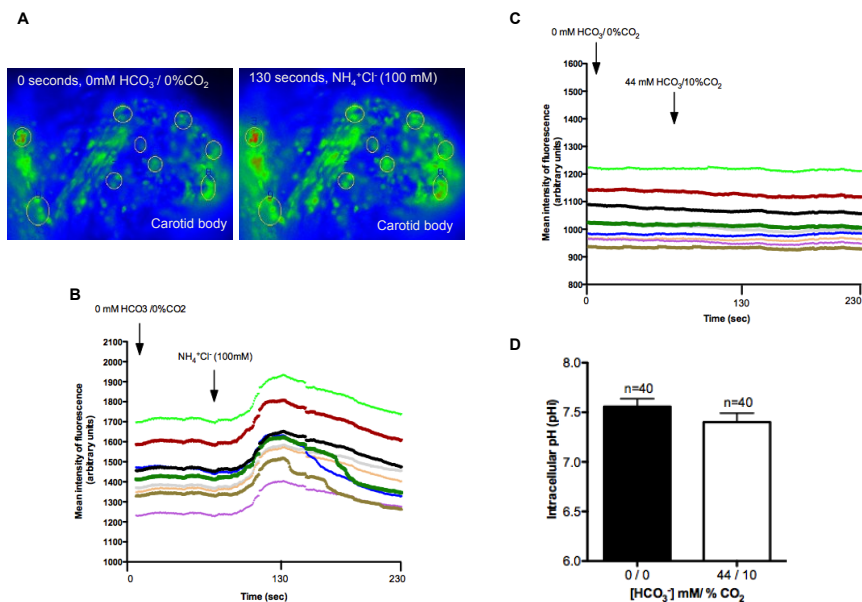 A
0 seconds, 0mM HCO₃⁻/ 0%CO₂
Carotid body
130 seconds, NH₄⁺Cl⁻ (100 mM)
Carotid body
B
0 mM HCO3 /0%CO2
NH₄⁺Cl⁻ (100mM)
Mean intensity of fluorescence
(arbitrary units)
2100
2000
1900
1800
1700
1600
1500
1400
1300
1200
1100
1000
0
130
230
Time (sec)
C
0 mM HCO₃/0%CO₂
44 mM HCO₃/10%CO₂
Mean intensity of fluorescence
(arbitrary units)
1600
1500
1400
1300
1200
1100
1000
900
800
0
130
230
Time (sec)
D
Intracellular pH (pHi)
8.0
7.5
7.0
6.5
6.0
n=40
n=40
0 / 0
44 / 10
[HCO₃⁻] mM/ % CO₂